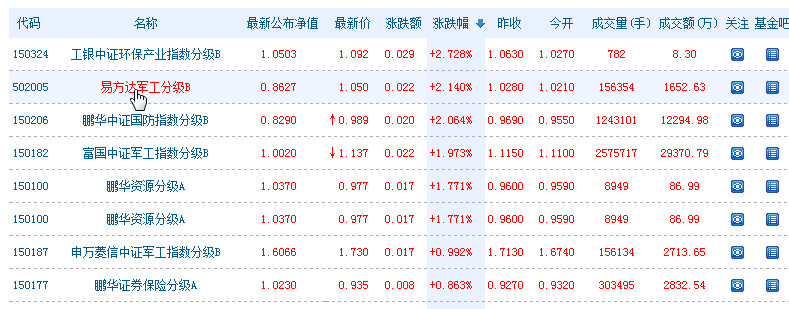 代码 名称 最新公布净值 最新价 涨跌额 涨跌幅 昨收 今开 成交量(手) 成交额(万) 关注 基金吧
150324 工银中证环保产业指数分级B 1.0503 1.092 0.029 +2.728% 1.0630 1.0270 782 8.30
502005 易方达军工分级B 0.8627 1.050 0.022 +2.140% 1.0280 1.0210 158354 1652.63
150206 鹏华中证国防指数分级B 0.8290 ↑0.989 0.020 +2.064% 0.9690 0.9550 1243101 12294.98
150182 富国中证军工指数分级B 1.0020 ↓1.137 0.022 +1.973% 1.1150 1.1100 2575717 29370.79
150100 鹏华资源分级A 1.0370 0.977 0.017 +1.771% 0.9600 0.9590 8949 86.99
150100 鹏华资源分级A 1.0370 0.977 0.017 +1.771% 0.9600 0.9590 8949 86.99
150187 申万菱信中证军工指数分级B 1.6066 1.730 0.017 +0.992% 1.7130 1.6740 156134 2713.65
150177 鹏华证券保险分级A 1.0230 0.935 0.008 +0.863% 0.9270 0.9320 303495 2832.54